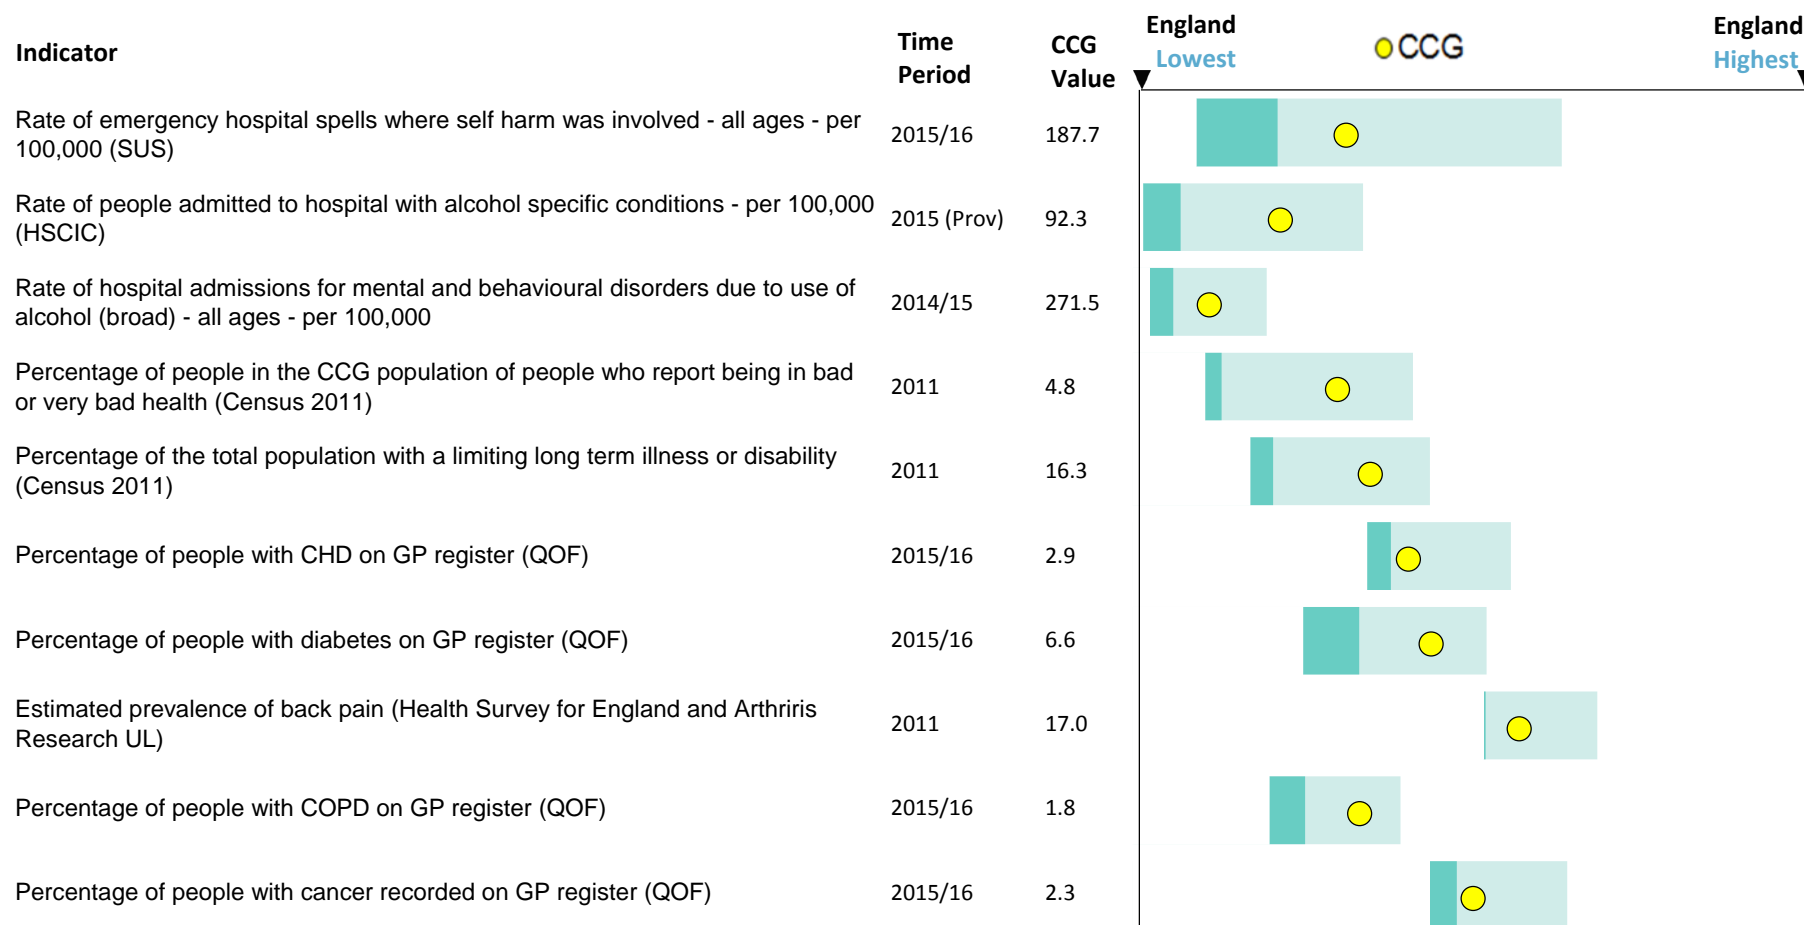 Indicator
Time
Period
CCG
Value
England
Lowest
CCG
England
Highest
Rate of emergency hospital spells where self harm was involved - all ages - per
100,000 (SUS)
2015/16
187.7
Rate of people admitted to hospital with alcohol specific conditions - per 100,000
(HSCIC)
2015 (Prov)
92.3
Rate of hospital admissions for mental and behavioural disorders due to use of
alcohol (broad) - all ages - per 100,000
2014/15
271.5
Percentage of people in the CCG population of people who report being in bad
or very bad health (Census 2011)
2011
4.8
Percentage of the total population with a limiting long term illness or disability
(Census 2011)
2011
16.3
Percentage of people with CHD on GP register (QOF)
2015/16
2.9
Percentage of people with diabetes on GP register (QOF)
2015/16
6.6
Estimated prevalence of back pain (Health Survey for England and Arthriris
Research UL)
2011
17.0
Percentage of people with COPD on GP register (QOF)
2015/16
1.8
Percentage of people with cancer recorded on GP register (QOF)
2015/16
2.3